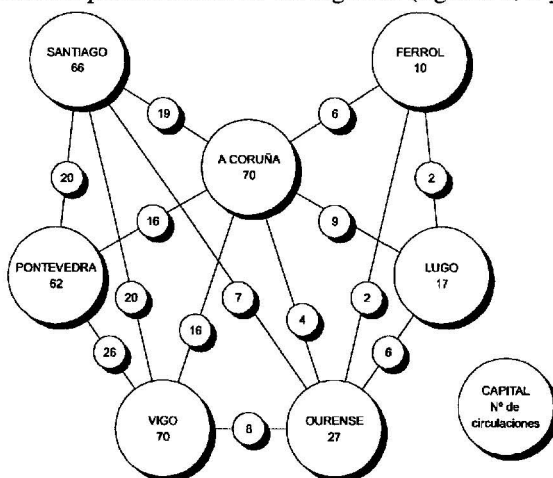 SANTIAGO
66
FERROL
10
19
6
A CORUÑA
70
20
2
16
9
PONTEVEDRA
62
LUGO
17
20
7
2
16
4
26
6
VIGO
70
8
OURENSE
27
CAPITAL
Nº de
circulaciones